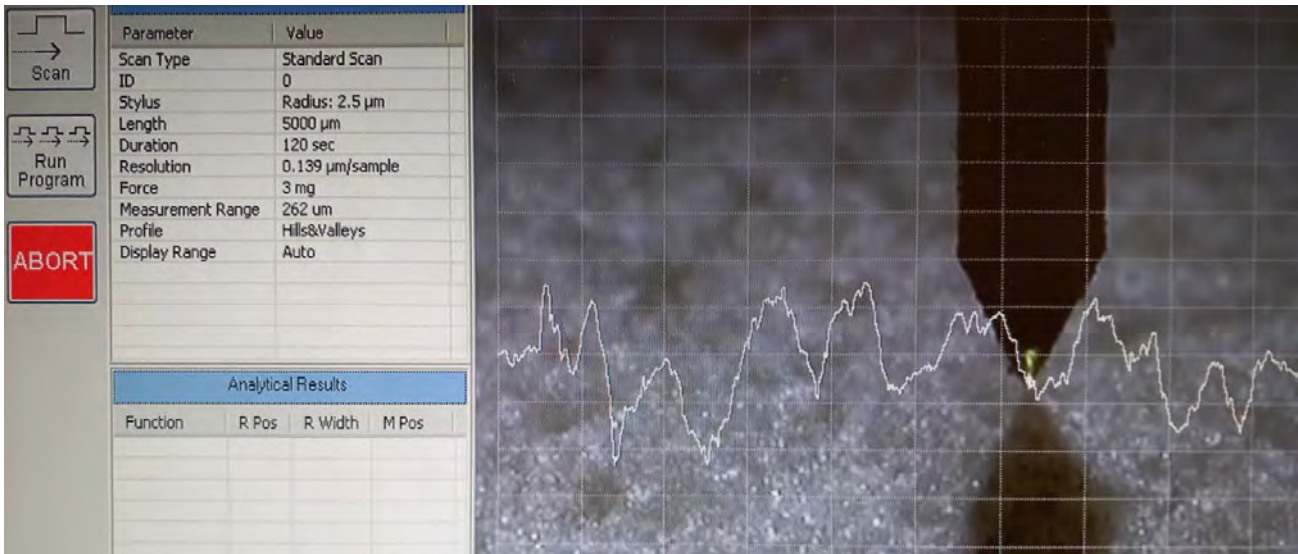 Scan
Run
Program
ABORT
Parameter Value
Scan Type Standard Scan
ID 0
Stylus Radius: 2.5 µm
Length 5000 µm
Duration 120 sec
Resolution 0.139 µm/sample
Force 3 mg
Measurement Range 262 um
Profile Hills&Valleys
Display Range Auto
Analytical Results
Function R Pos R Width M Pos